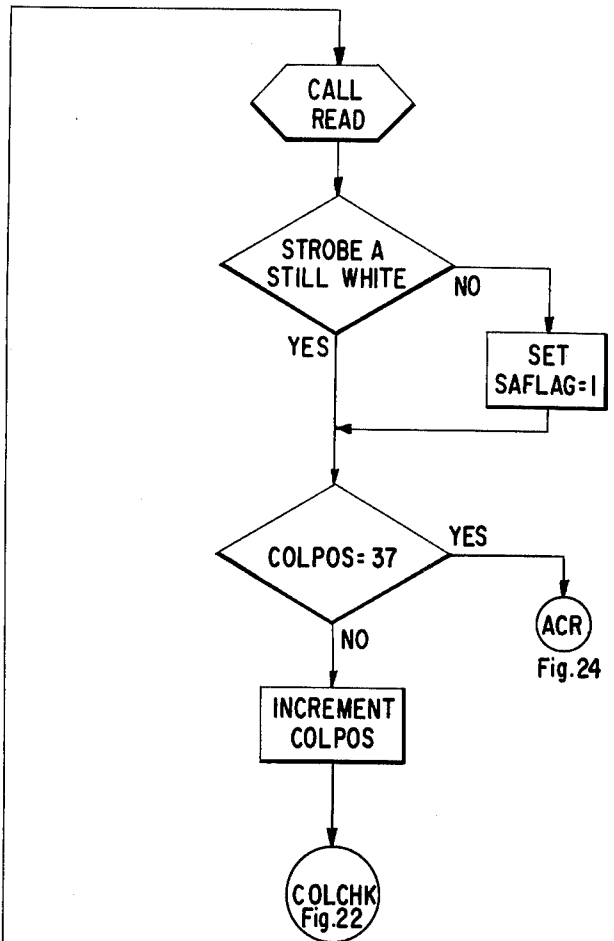 CALL
READ
STROBE A
STILL WHITE
NO
YES
SET
SAFLAG=1
COLPOS=37
YES
NO
ACR
Fig.24
INCREMENT
COLPOS
COLCHK
Fig.22